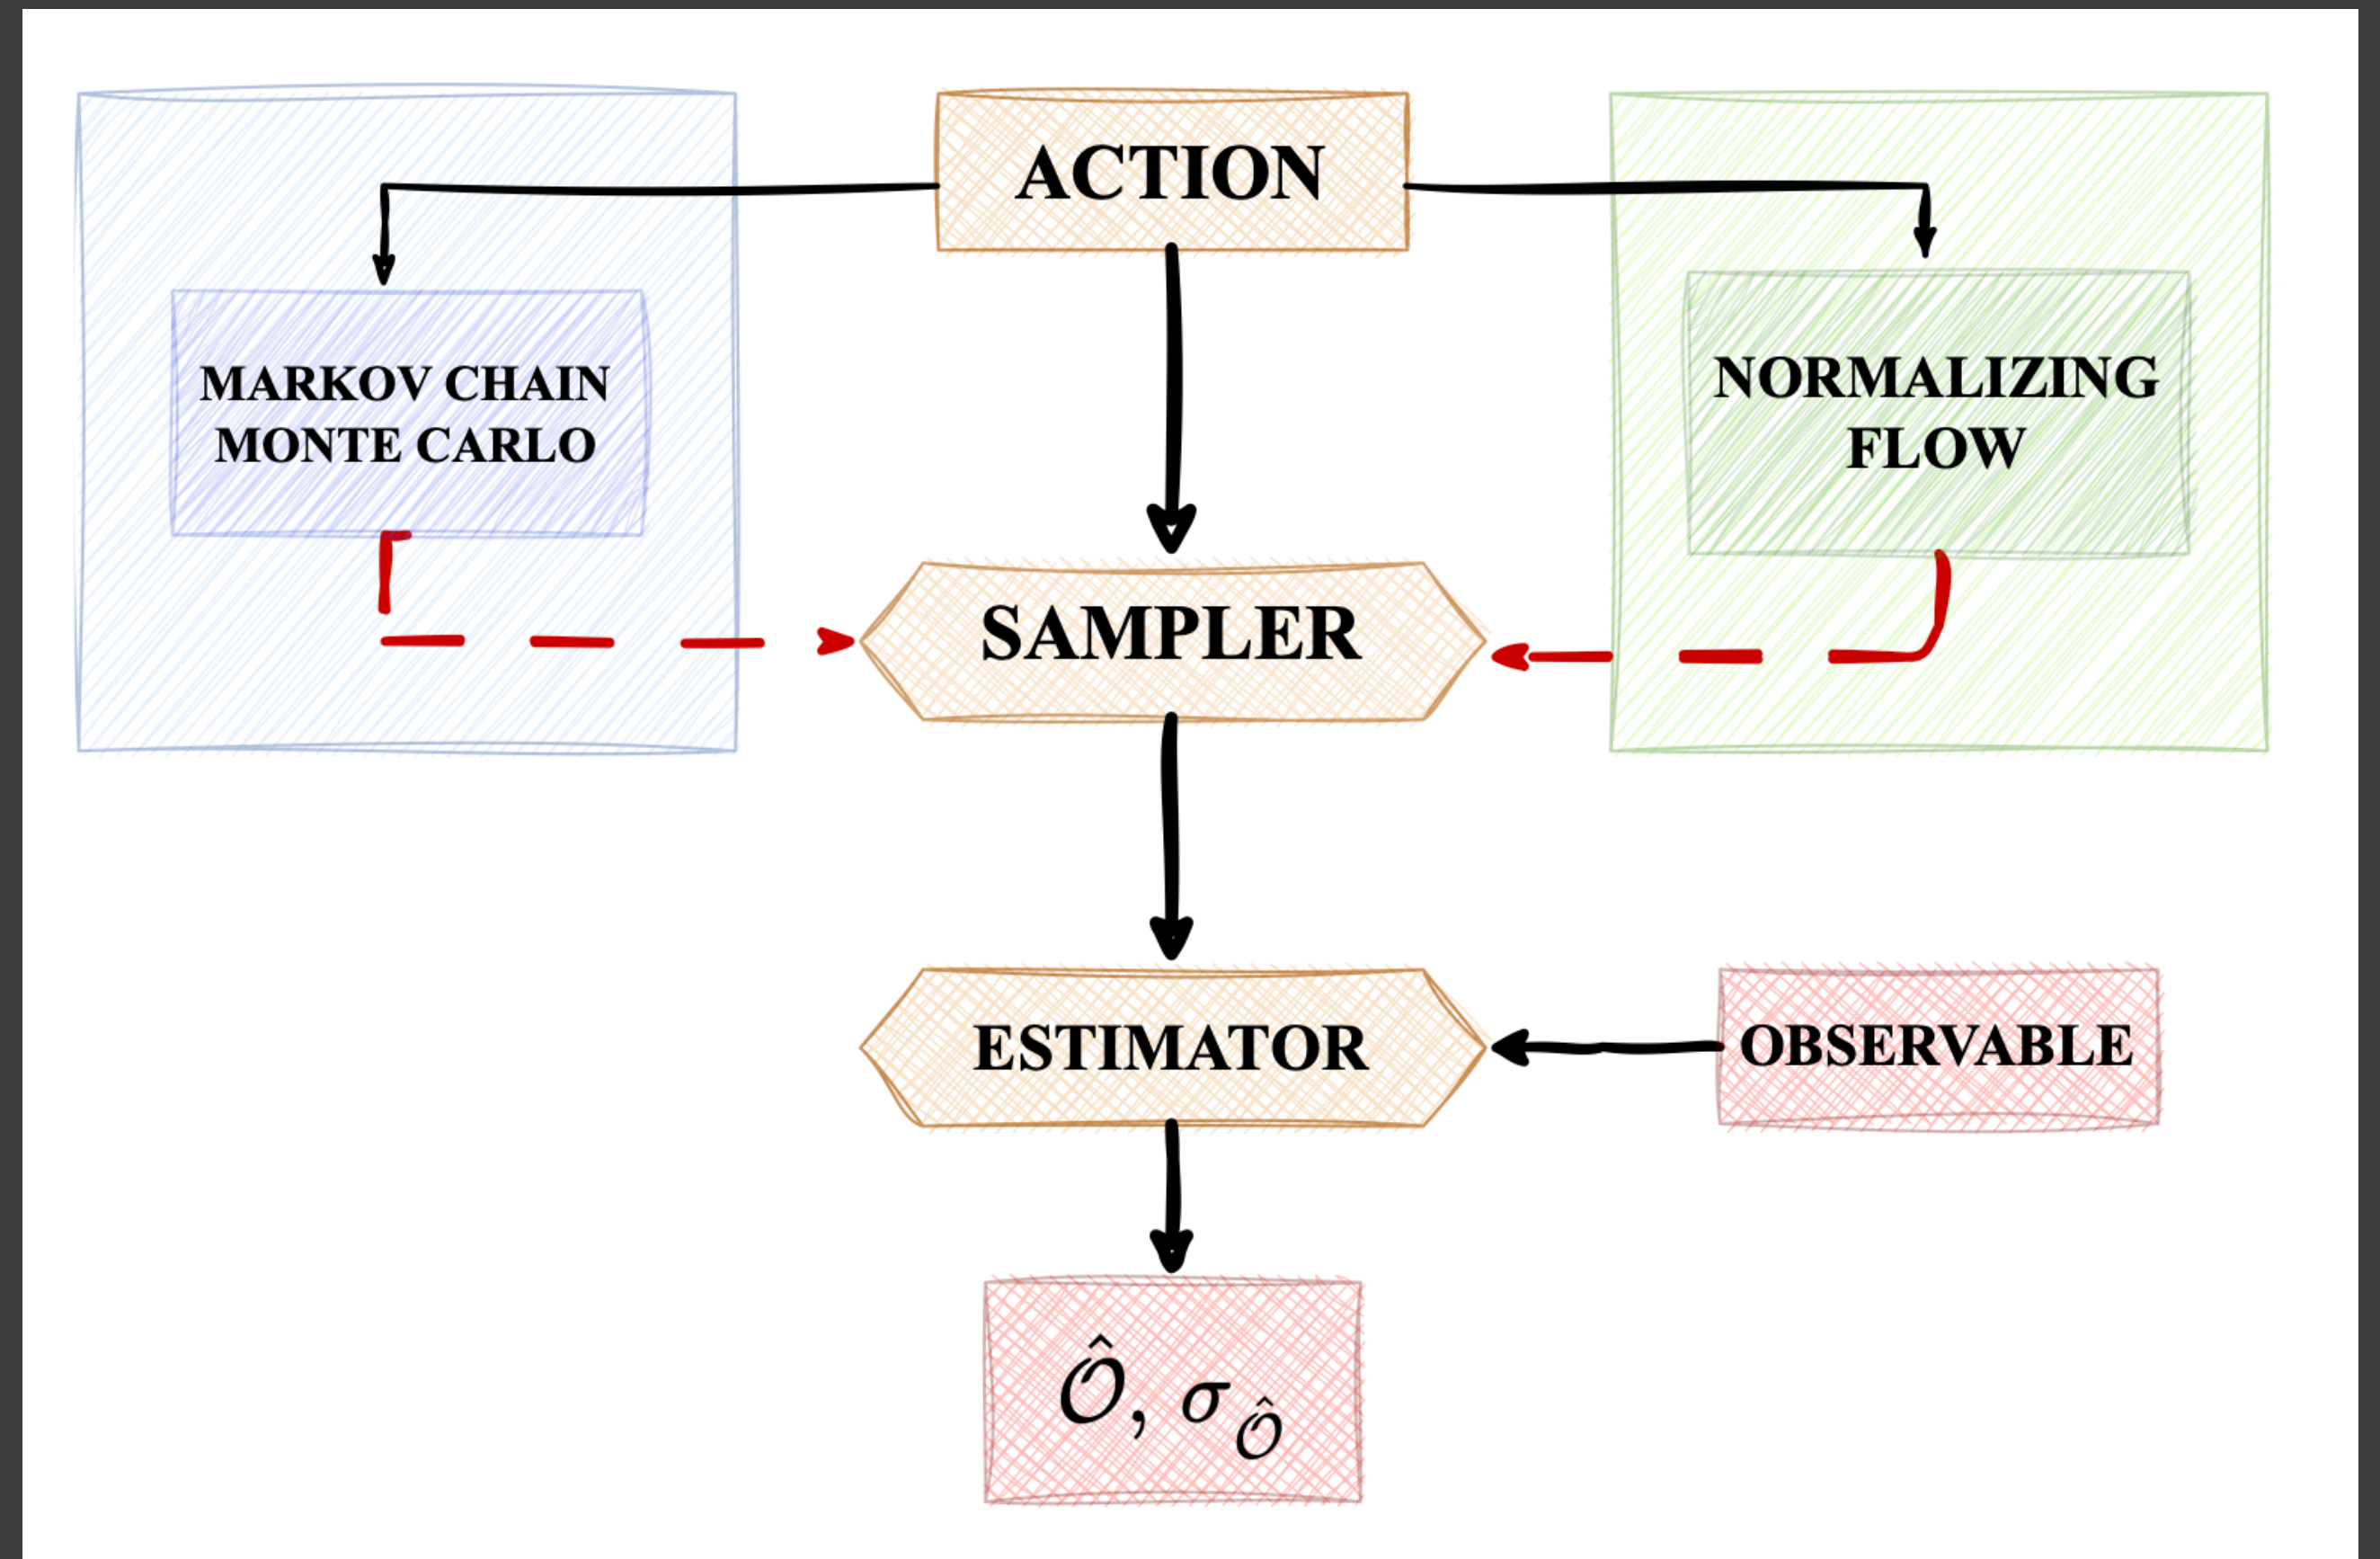 ACTION
MARKOV CHAIN
MONTE CARLO
NORMALIZING
FLOW
SAMPLER
ESTIMATOR
OBSERVABLE
𝒪̂, σ_𝒪̂